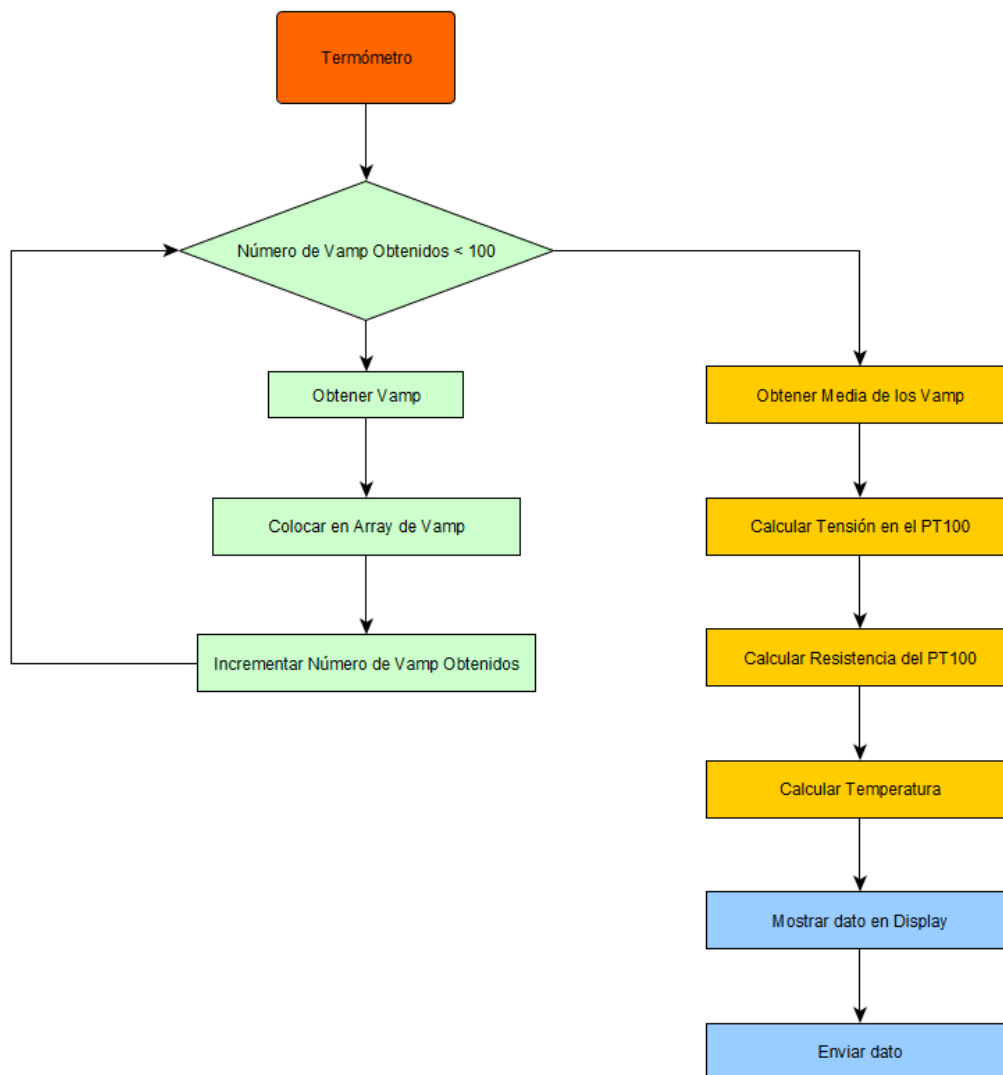 Termómetro
Número de Vamp Obtenidos < 100
Obtener Vamp
Colocar en Array de Vamp
Incrementar Número de Vamp Obtenidos
Obtener Media de los Vamp
Calcular Tensión en el PT100
Calcular Resistencia del PT100
Calcular Temperatura
Mostrar dato en Display
Enviar dato